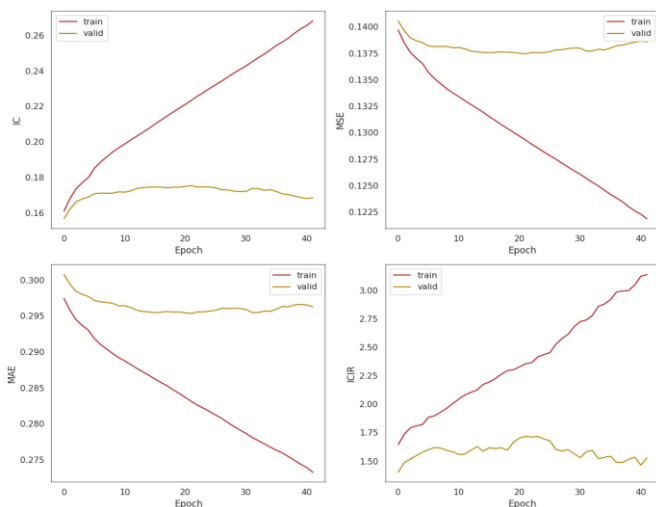 train
valid
0.26
0.24
0.22
0.20
0.18
0.16
IC
0
10
20
30
40
Epoch
train
valid
0.1400
0.1375
0.1350
0.1325
0.1300
0.1275
0.1250
0.1225
MSE
0
10
20
30
40
Epoch
train
valid
0.300
0.295
0.290
0.285
0.280
0.275
MAE
0
10
20
30
40
Epoch
train
valid
3.00
2.75
2.50
2.25
2.00
1.75
1.50
ICIR
0
10
20
30
40
Epoch